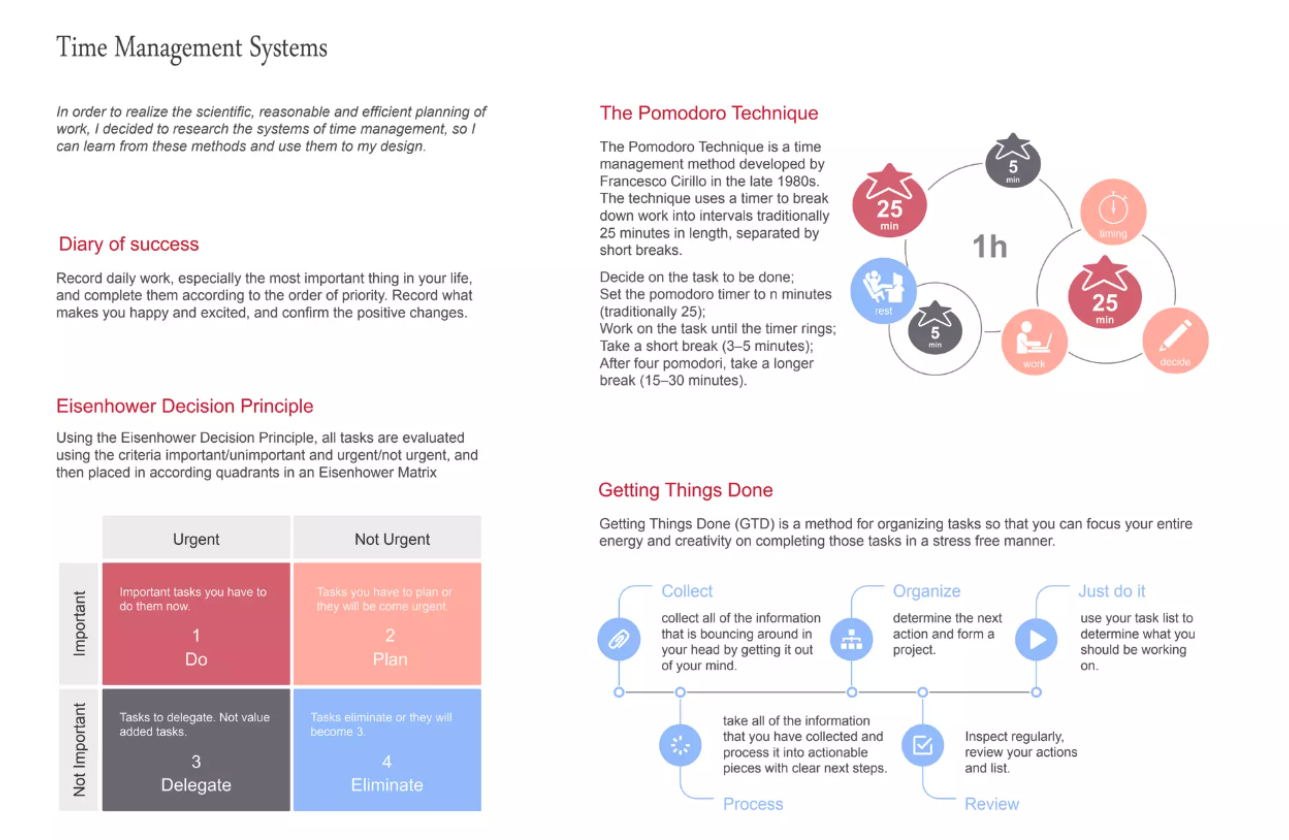 Time Management Systems
In order to realize the scientific, reasonable and efficient planning of
work, I decided to research the systems of time management, so I
can learn from these methods and use them to my design.
Diary of success
Record daily work, especially the most important thing in your life,
and complete them according to the order of priority. Record what
makes you happy and excited, and confirm the positive changes.
Eisenhower Decision Principle
Using the Eisenhower Decision Principle, all tasks are evaluated
using the criteria important/unimportant and urgent/not urgent, and
then placed in according quadrants in an Eisenhower Matrix
Urgent
Not Urgent
Important
Important tasks you have to
do them now.
1
Do
Tasks you have to plan or
they will be come urgent.
2
Plan
Not Important
Tasks to delegate. Not value
added tasks.
3
Delegate
Tasks eliminate or they will
become 3.
4
Eliminate
The Pomodoro Technique
The Pomodoro Technique is a time
management method developed by
Francesco Cirillo in the late 1980s.
The technique uses a timer to break
down work into intervals traditionally
25 minutes in length, separated by
short breaks.
Decide on the task to be done;
Set the pomodoro timer to n minutes
(traditionally 25);
Work on the task until the timer rings;
Take a short break (3–5 minutes);
After four pomodori, take a longer
break (15–30 minutes).
5
min
25
min
timing
1h
rest
25
min
5
min
work
decide
Getting Things Done
Getting Things Done (GTD) is a method for organizing tasks so that you can focus your entire
energy and creativity on completing those tasks in a stress free manner.
Collect
collect all of the information
that is bouncing around in
your head by getting it out
of your mind.
Organize
determine the next
action and form a
project.
Just do it
use your task list to
determine what you
should be working
on.
take all of the information
that you have collected and
process it into actionable
pieces with clear next steps.
Process
Inspect regularly,
review your actions
and list.
Review